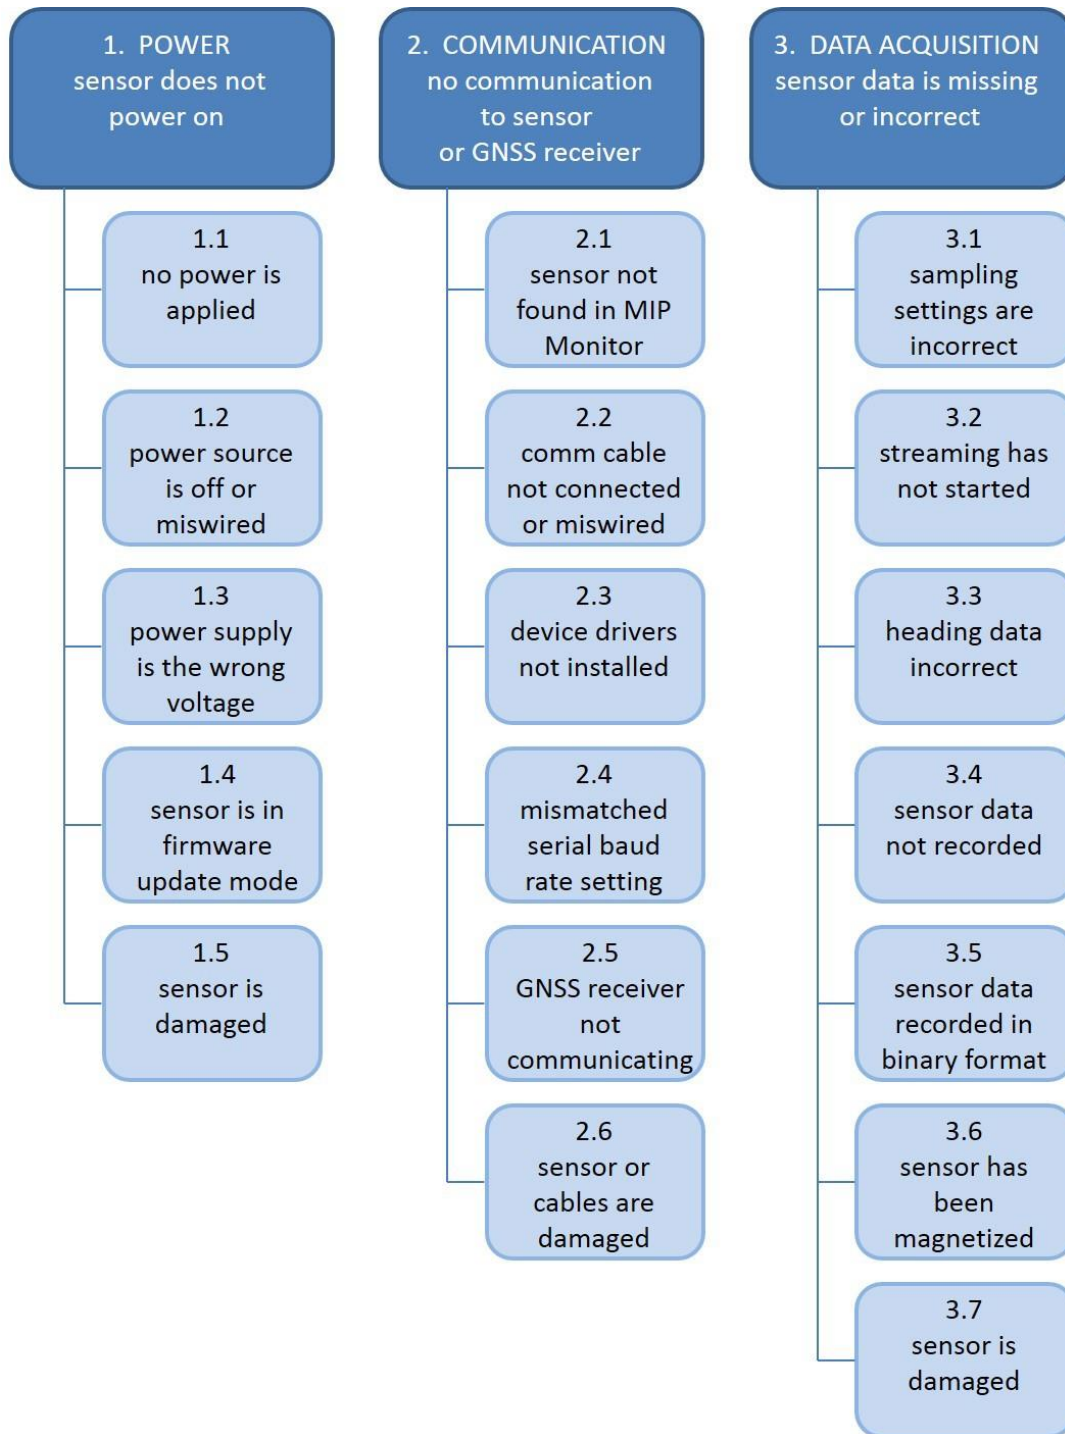 1. POWER
sensor does not
power on
1.1
no power is
applied
1.2
power source
is off or
miswired
1.3
power supply
is the wrong
voltage
1.4
sensor is in
firmware
update mode
1.5
sensor is
damaged
2. COMMUNICATION
no communication
to sensor
or GNSS receiver
2.1
sensor not
found in MIP
Monitor
2.2
comm cable
not connected
or miswired
2.3
device drivers
not installed
2.4
mismatched
serial baud
rate setting
2.5
GNSS receiver
not
communicating
2.6
sensor or
cables are
damaged
3. DATA ACQUISITION
sensor data is missing
or incorrect
3.1
sampling
settings are
incorrect
3.2
streaming has
not started
3.3
heading data
incorrect
3.4
sensor data
not recorded
3.5
sensor data
recorded in
binary format
3.6
sensor has
been
magnetized
3.7
sensor is
damaged